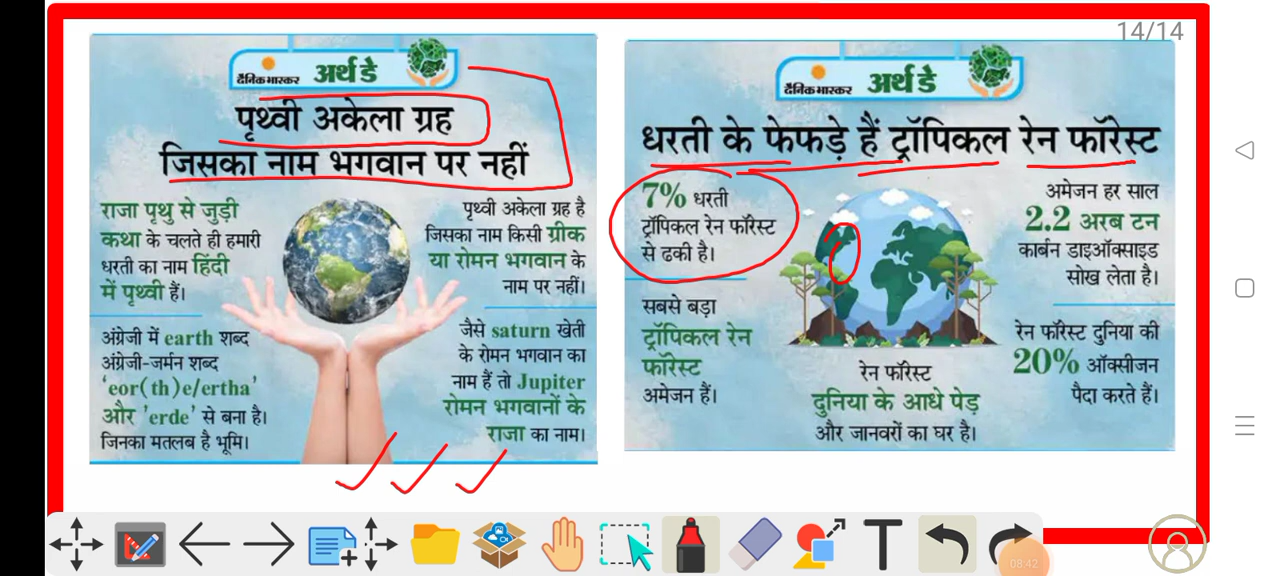 14/14
दैनिक भास्कर अर्थ डे
पृथ्वी अकेला ग्रह
जिसका नाम भगवान पर नहीं
राजा पृथु से जुड़ी
कथा के चलते ही हमारी
धरती का नाम हिंदी
में पृथ्वी हैं।
अंग्रेजी में earth शब्द
अंग्रेजी-जर्मन शब्द
'eor(th)e/ertha'
और 'erde' से बना है।
जिनका मतलब है भूमि।
पृथ्वी अकेला ग्रह है
जिसका नाम किसी ग्रीक
या रोमन भगवान के
नाम पर नहीं।
जैसे saturn खेती
के रोमन भगवान का
नाम हैं तो Jupiter
रोमन भगवानों के
राजा का नाम।
दैनिक भास्कर अर्थ डे
धरती के फेफड़े हैं ट्रॉपिकल रेन फॉरेस्ट
7% धरती
ट्रॉपिकल रेन फॉरेस्ट
से ढकी है।
सबसे बड़ा
ट्रॉपिकल रेन
फॉरेस्ट
अमेजन हैं।
रेन फॉरेस्ट
दुनिया के आधे पेड़
और जानवरों का घर है।
अमेजन हर साल
2.2 अरब टन
कार्बन डाइऑक्साइड
सोख लेता है।
रेन फॉरेस्ट दुनिया की
20% ऑक्सीजन
पैदा करते हैं।
T
08:42